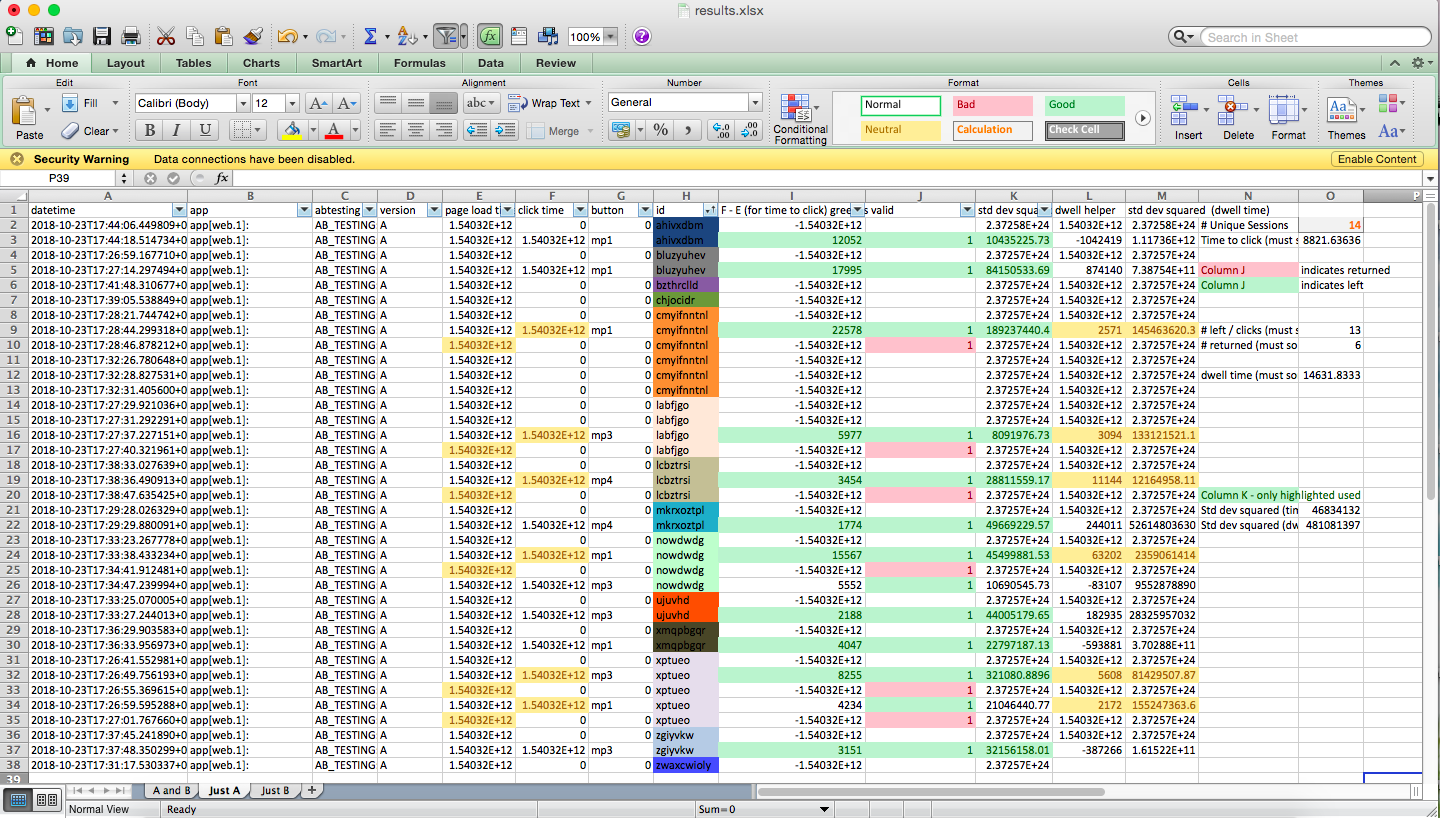 results.xlsx
100%
Search in Sheet
Home Layout Tables Charts SmartArt Formulas Data Review
Edit Font Alignment Number Format Cells Themes
Paste Fill Clear
Calibri (Body) 12 A A
B I U A
abc Wrap Text Merge
General
% , .0 .00 .00 .0
Conditional Formatting
Normal Bad Good
Neutral Calculation Check Cell
Insert Delete Format Themes Aa
Security Warning Data connections have been disabled. Enable Content
P39 fx
A B C D E F G H I J K L M N O P
1 datetime app abtesting version page load t click time button id F - E (for time to click) gree s valid std dev squa dwell helper std dev squared (dwell time)
2 2018-10-23T17:44:06.449809+0 app[web.1]: AB_TESTING A 1.54032E+12 0 0 ahivxdbm -1.54032E+12 2.37258E+24 1.54032E+12 2.37258E+24 # Unique Sessions 14
3 2018-10-23T17:44:18.514734+0 app[web.1]: AB_TESTING A 1.54032E+12 1.54032E+12 mp1 ahivxdbm 12052 1 10435225.73 -1042419 1.11736E+12 Time to click (must s 8821.63636
4 2018-10-23T17:26:59.167710+0 app[web.1]: AB_TESTING A 1.54032E+12 0 0 bluzyuhev -1.54032E+12 2.37257E+24 1.54032E+12 2.37257E+24
5 2018-10-23T17:27:14.297494+0 app[web.1]: AB_TESTING A 1.54032E+12 1.54032E+12 mp1 bluzyuhev 17995 1 84150533.69 874140 7.38754E+11 Column J indicates returned
6 2018-10-23T17:41:48.310677+0 app[web.1]: AB_TESTING A 1.54032E+12 0 0 bzthrclld -1.54032E+12 2.37257E+24 1.54032E+12 2.37257E+24 Column J indicates left
7 2018-10-23T17:39:05.538849+0 app[web.1]: AB_TESTING A 1.54032E+12 0 0 chjocidr -1.54032E+12 2.37257E+24 1.54032E+12 2.37257E+24
8 2018-10-23T17:28:21.744742+0 app[web.1]: AB_TESTING A 1.54032E+12 0 0 cmyifnntnl -1.54032E+12 2.37257E+24 1.54032E+12 2.37257E+24
9 2018-10-23T17:28:44.299318+0 app[web.1]: AB_TESTING A 1.54032E+12 1.54032E+12 mp1 cmyifnntnl 22578 1 189237440.4 2571 145463620.3 # left / clicks (must s 13
10 2018-10-23T17:28:46.878212+0 app[web.1]: AB_TESTING A 1.54032E+12 0 0 cmyifnntnl -1.54032E+12 1 2.37257E+24 1.54032E+12 2.37257E+24 # returned (must so 6
11 2018-10-23T17:32:26.780648+0 app[web.1]: AB_TESTING A 1.54032E+12 0 0 cmyifnntnl -1.54032E+12 2.37257E+24 1.54032E+12 2.37257E+24
12 2018-10-23T17:32:28.827531+0 app[web.1]: AB_TESTING A 1.54032E+12 0 0 cmyifnntnl -1.54032E+12 2.37257E+24 1.54032E+12 2.37257E+24 dwell time (must so 14631.8333
13 2018-10-23T17:32:31.405600+0 app[web.1]: AB_TESTING A 1.54032E+12 0 0 cmyifnntnl -1.54032E+12 2.37257E+24 1.54032E+12 2.37257E+24
14 2018-10-23T17:27:29.921036+0 app[web.1]: AB_TESTING A 1.54032E+12 0 0 labfjgo -1.54032E+12 2.37257E+24 1.54032E+12 2.37257E+24
15 2018-10-23T17:27:31.292291+0 app[web.1]: AB_TESTING A 1.54032E+12 0 0 labfjgo -1.54032E+12 2.37257E+24 1.54032E+12 2.37257E+24
16 2018-10-23T17:27:37.227151+0 app[web.1]: AB_TESTING A 1.54032E+12 1.54032E+12 mp3 labfjgo 5977 1 8091976.73 3094 133121521.1
17 2018-10-23T17:27:40.321961+0 app[web.1]: AB_TESTING A 1.54032E+12 0 0 labfjgo -1.54032E+12 1 2.37257E+24 1.54032E+12 2.37257E+24
18 2018-10-23T17:38:33.027639+0 app[web.1]: AB_TESTING A 1.54032E+12 0 0 lcbztrsi -1.54032E+12 2.37257E+24 1.54032E+12 2.37257E+24
19 2018-10-23T17:38:36.490913+0 app[web.1]: AB_TESTING A 1.54032E+12 1.54032E+12 mp4 lcbztrsi 3454 1 28811559.17 11144 12164958.11
20 2018-10-23T17:38:47.635425+0 app[web.1]: AB_TESTING A 1.54032E+12 0 0 lcbztrsi -1.54032E+12 1 2.37257E+24 1.54032E+12 2.37257E+24 Column K - only highlighted used
21 2018-10-23T17:29:28.026329+0 app[web.1]: AB_TESTING A 1.54032E+12 0 0 mkrxoztpl -1.54032E+12 2.37257E+24 1.54032E+12 2.37257E+24 Std dev squared (tin 46834132
22 2018-10-23T17:29:29.880091+0 app[web.1]: AB_TESTING A 1.54032E+12 1.54032E+12 mp4 mkrxoztpl 1774 1 49669229.57 244011 52614803630 Std dev squared (dw 481081397
23 2018-10-23T17:33:23.267778+0 app[web.1]: AB_TESTING A 1.54032E+12 0 0 nowdwdg -1.54032E+12 2.37257E+24 1.54032E+12 2.37257E+24
24 2018-10-23T17:33:38.433234+0 app[web.1]: AB_TESTING A 1.54032E+12 1.54032E+12 mp1 nowdwdg 15567 1 45499881.53 63202 2359061414
25 2018-10-23T17:34:41.912481+0 app[web.1]: AB_TESTING A 1.54032E+12 0 0 nowdwdg -1.54032E+12 1 2.37257E+24 1.54032E+12 2.37257E+24
26 2018-10-23T17:34:47.239994+0 app[web.1]: AB_TESTING A 1.54032E+12 1.54032E+12 mp3 nowdwdg 5552 1 10690545.73 -83107 9552878890
27 2018-10-23T17:33:25.070005+0 app[web.1]: AB_TESTING A 1.54032E+12 0 0 ujuvhd -1.54032E+12 2.37257E+24 1.54032E+12 2.37257E+24
28 2018-10-23T17:33:27.244013+0 app[web.1]: AB_TESTING A 1.54032E+12 1.54032E+12 mp3 ujuvhd 2188 1 44005179.65 182935 28325957032
29 2018-10-23T17:36:29.903583+0 app[web.1]: AB_TESTING A 1.54032E+12 0 0 xmqpbgqr -1.54032E+12 2.37257E+24 1.54032E+12 2.37257E+24
30 2018-10-23T17:36:33.956973+0 app[web.1]: AB_TESTING A 1.54032E+12 1.54032E+12 mp1 xmqpbgqr 4047 1 22797187.13 -593881 3.70288E+11
31 2018-10-23T17:26:41.552981+0 app[web.1]: AB_TESTING A 1.54032E+12 0 0 xptueo -1.54032E+12 2.37257E+24 1.54032E+12 2.37257E+24
32 2018-10-23T17:26:49.756193+0 app[web.1]: AB_TESTING A 1.54032E+12 1.54032E+12 mp3 xptueo 8255 1 321080.8896 5608 81429507.87
33 2018-10-23T17:26:55.369615+0 app[web.1]: AB_TESTING A 1.54032E+12 0 0 xptueo -1.54032E+12 1 2.37257E+24 1.54032E+12 2.37257E+24
34 2018-10-23T17:26:59.595288+0 app[web.1]: AB_TESTING A 1.54032E+12 1.54032E+12 mp1 xptueo 4234 1 21046440.77 2172 155247363.6
35 2018-10-23T17:27:01.767660+0 app[web.1]: AB_TESTING A 1.54032E+12 0 0 xptueo -1.54032E+12 1 2.37257E+24 1.54032E+12 2.37257E+24
36 2018-10-23T17:37:45.241890+0 app[web.1]: AB_TESTING A 1.54032E+12 0 0 zgiyvkw -1.54032E+12 2.37257E+24 1.54032E+12 2.37257E+24
37 2018-10-23T17:37:48.350299+0 app[web.1]: AB_TESTING A 1.54032E+12 1.54032E+12 mp3 zgiyvkw 3151 1 32156158.01 -387266 1.61522E+11
38 2018-10-23T17:31:17.530337+0 app[web.1]: AB_TESTING A 1.54032E+12 0 0 zwaxcwioly -1.54032E+12 2.37257E+24
39
A and B Just A Just B +
Normal View Ready Sum=0